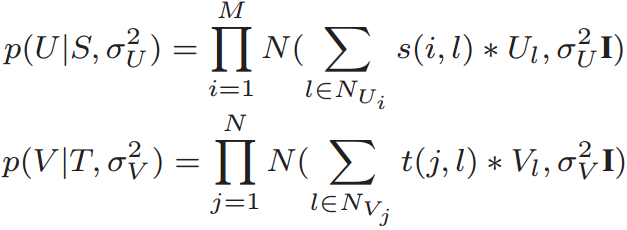 p(U|S, σ_U^2) = ∏_{i=1}^{M} N(∑_{l∈N_{U_i}} s(i, l) ∗ U_l, σ_U^2 𝐈)
p(V|T, σ_V^2) = ∏_{j=1}^{N} N(∑_{l∈N_{V_j}} t(j, l) ∗ V_l, σ_V^2 𝐈)